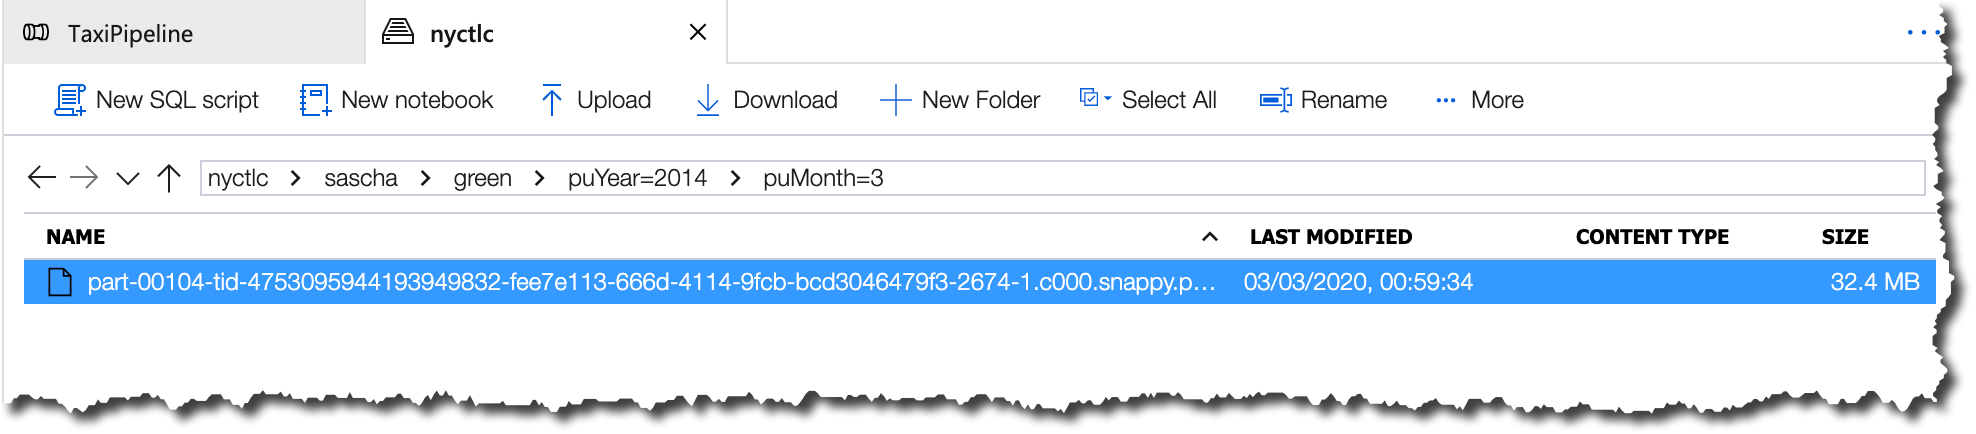 TaxiPipeline nyctlc
New SQL script New notebook Upload Download New Folder Select All Rename More
nyctlc sascha green puYear=2014 puMonth=3
NAME LAST MODIFIED CONTENT TYPE SIZE
part-00104-tid-4753095944193949832-fee7e113-666d-4114-9fcb-bcd3046479f3-2674-1.c000.snappy.p... 03/03/2020, 00:59:34 32.4 MB